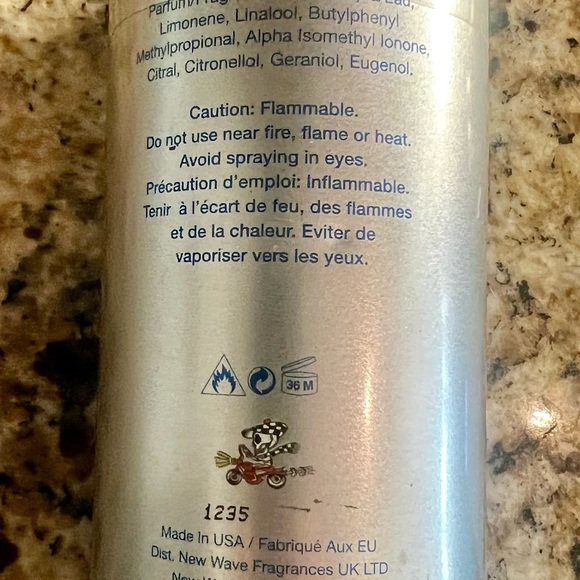 Limonene, Linalool, Butylphenyl
Methylpropional, Alpha Isomethyl Ionone,
Citral, Citronellol, Geraniol, Eugenol.
Caution: Flammable.
Do not use near fire, flame or heat.
Avoid spraying in eyes.
Précaution d'emploi: Inflammable.
Tenir à l'écart de feu, des flammes
et de la chaleur. Eviter de
vaporiser vers les yeux.
36 M
1235
Made In USA / Fabriqué Aux EU
Dist. New Wave Fragrances UK LTD